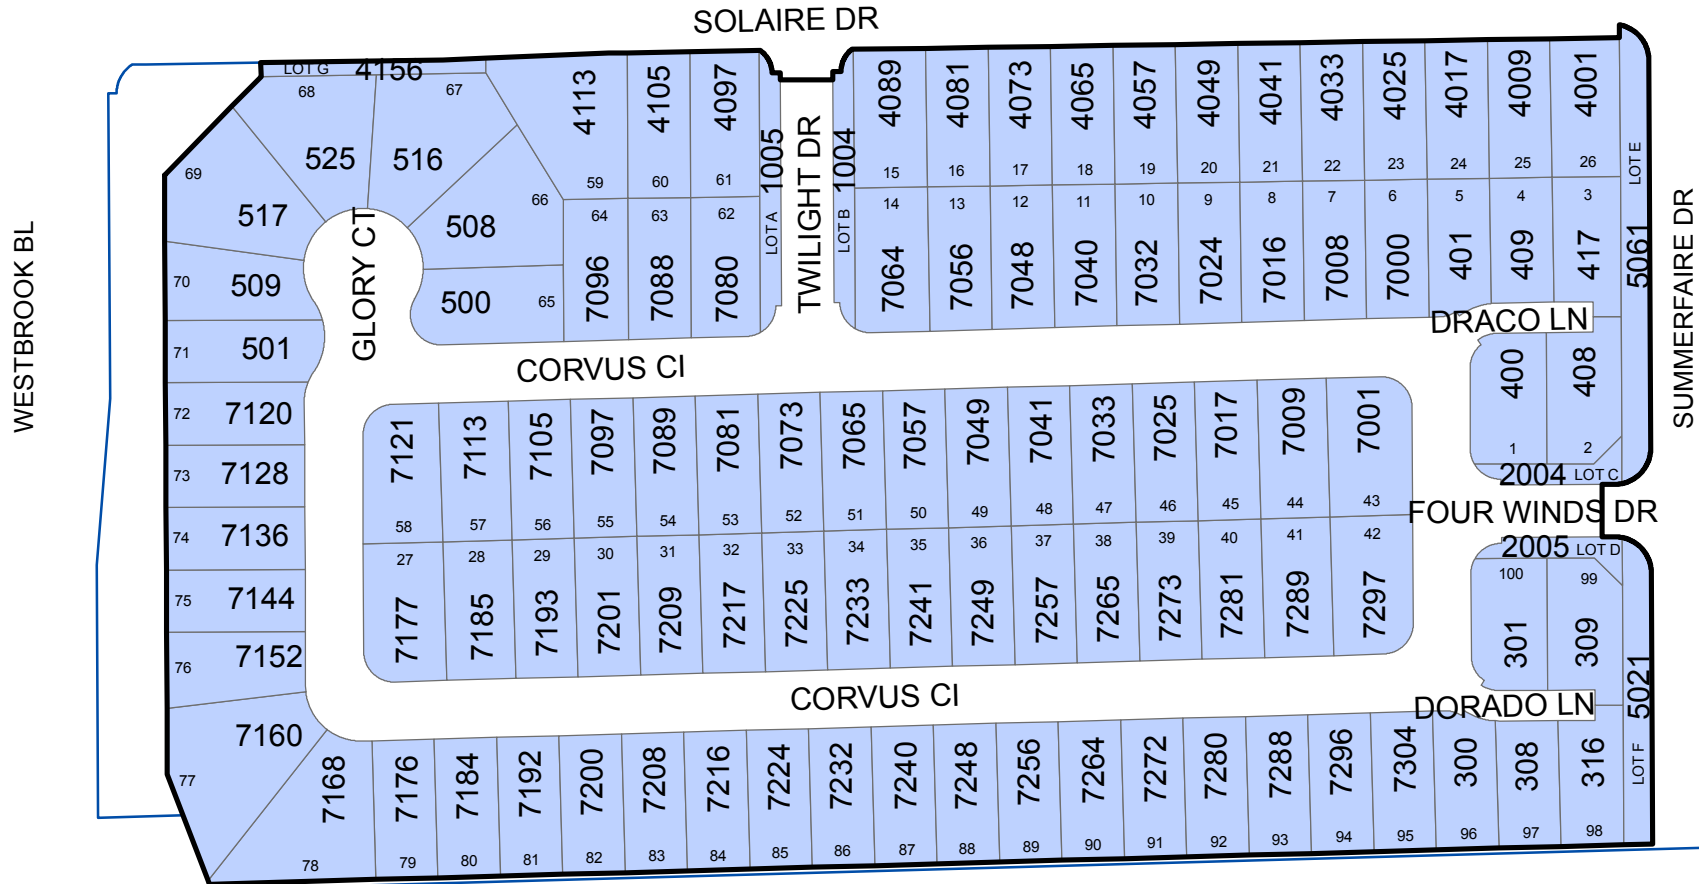 SOLAIRE DR
WESTBROOK BL
SUMMERFAIRE DR
LOT G 4156
68 67
525 516
69 517 508 66
GLORY CT
70 509 500 65
71 501
72 7120
73 7128
74 7136
75 7144
76 7152
77 7160
4113 4105 4097
59 60 61
64 63 62
7096 7088 7080
1005 LOT A
TWILIGHT DR
1004 LOT B
4089 4081 4073 4065 4057 4049 4041 4033 4025 4017 4009 4001
15 16 17 18 19 20 21 22 23 24 25 26
14 13 12 11 10 9 8 7 6 5 4 3
7064 7056 7048 7040 7032 7024 7016 7008 7000 401 409 417
LOT E 5061
DRACO LN
CORVUS CI
400 408
1 2
2004 LOT C
FOUR WINDS DR
2005 LOT D
100 99
301 309
7121 7113 7105 7097 7089 7081 7073 7065 7057 7049 7041 7033 7025 7017 7009 7001
58 57 56 55 54 53 52 51 50 49 48 47 46 45 44 43
27 28 29 30 31 32 33 34 35 36 37 38 39 40 41 42
7177 7185 7193 7201 7209 7217 7225 7233 7241 7249 7257 7265 7273 7281 7289 7297
CORVUS CI
DORADO LN
5021 LOT F
7168 7176 7184 7192 7200 7208 7216 7224 7232 7240 7248 7256 7264 7272 7280 7288 7296 7304 300 308 316
78 79 80 81 82 83 84 85 86 87 88 89 90 91 92 93 94 95 96 97 98